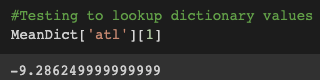 #Testing to lookup dictionary values
MeanDict['atl'][1]
-9.286249999999999